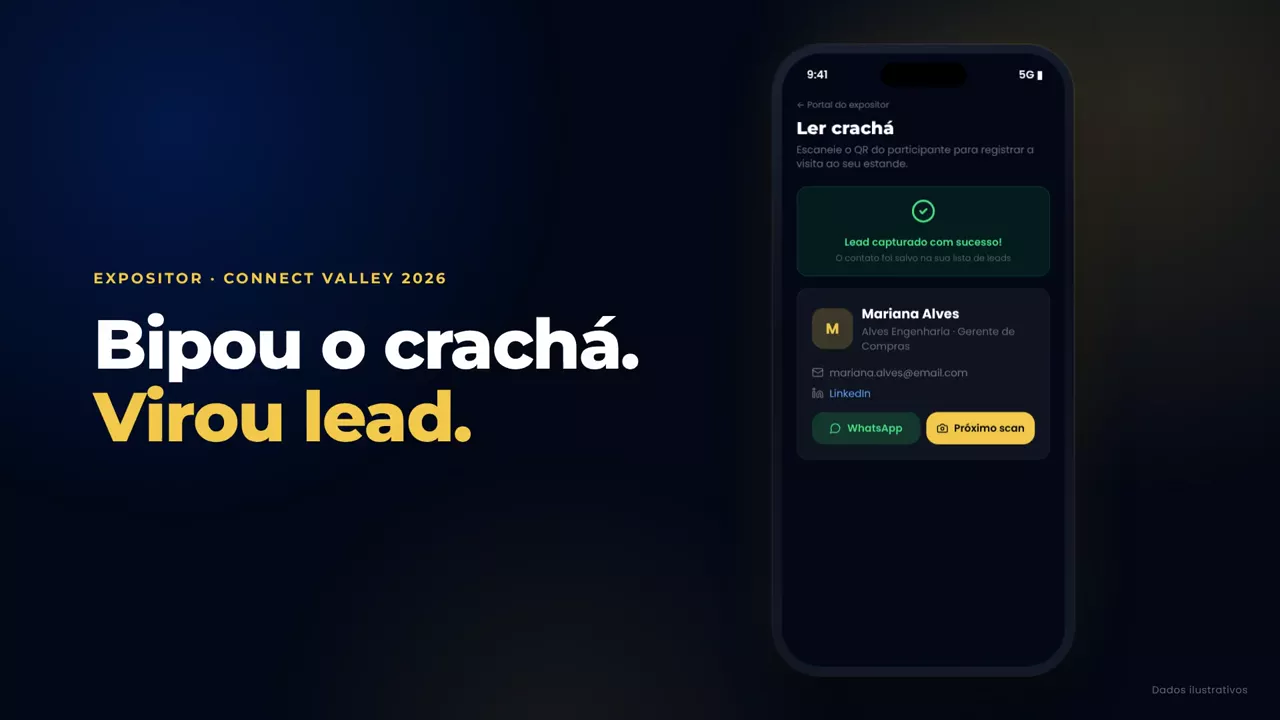 EXPOSITOR · CONNECT VALLEY 2026
Bipou o crachá.
Virou lead.
9:41
5G
← Portal do expositor
Ler crachá
Escaneie o QR do participante para registrar a
visita ao seu estande.
Lead capturado com sucesso!
O contato foi salvo na sua lista de leads
M
Mariana Alves
Alves Engenharia · Gerente de
Compras
mariana.alves@email.com
LinkedIn
WhatsApp
Próximo scan
Dados ilustrativos